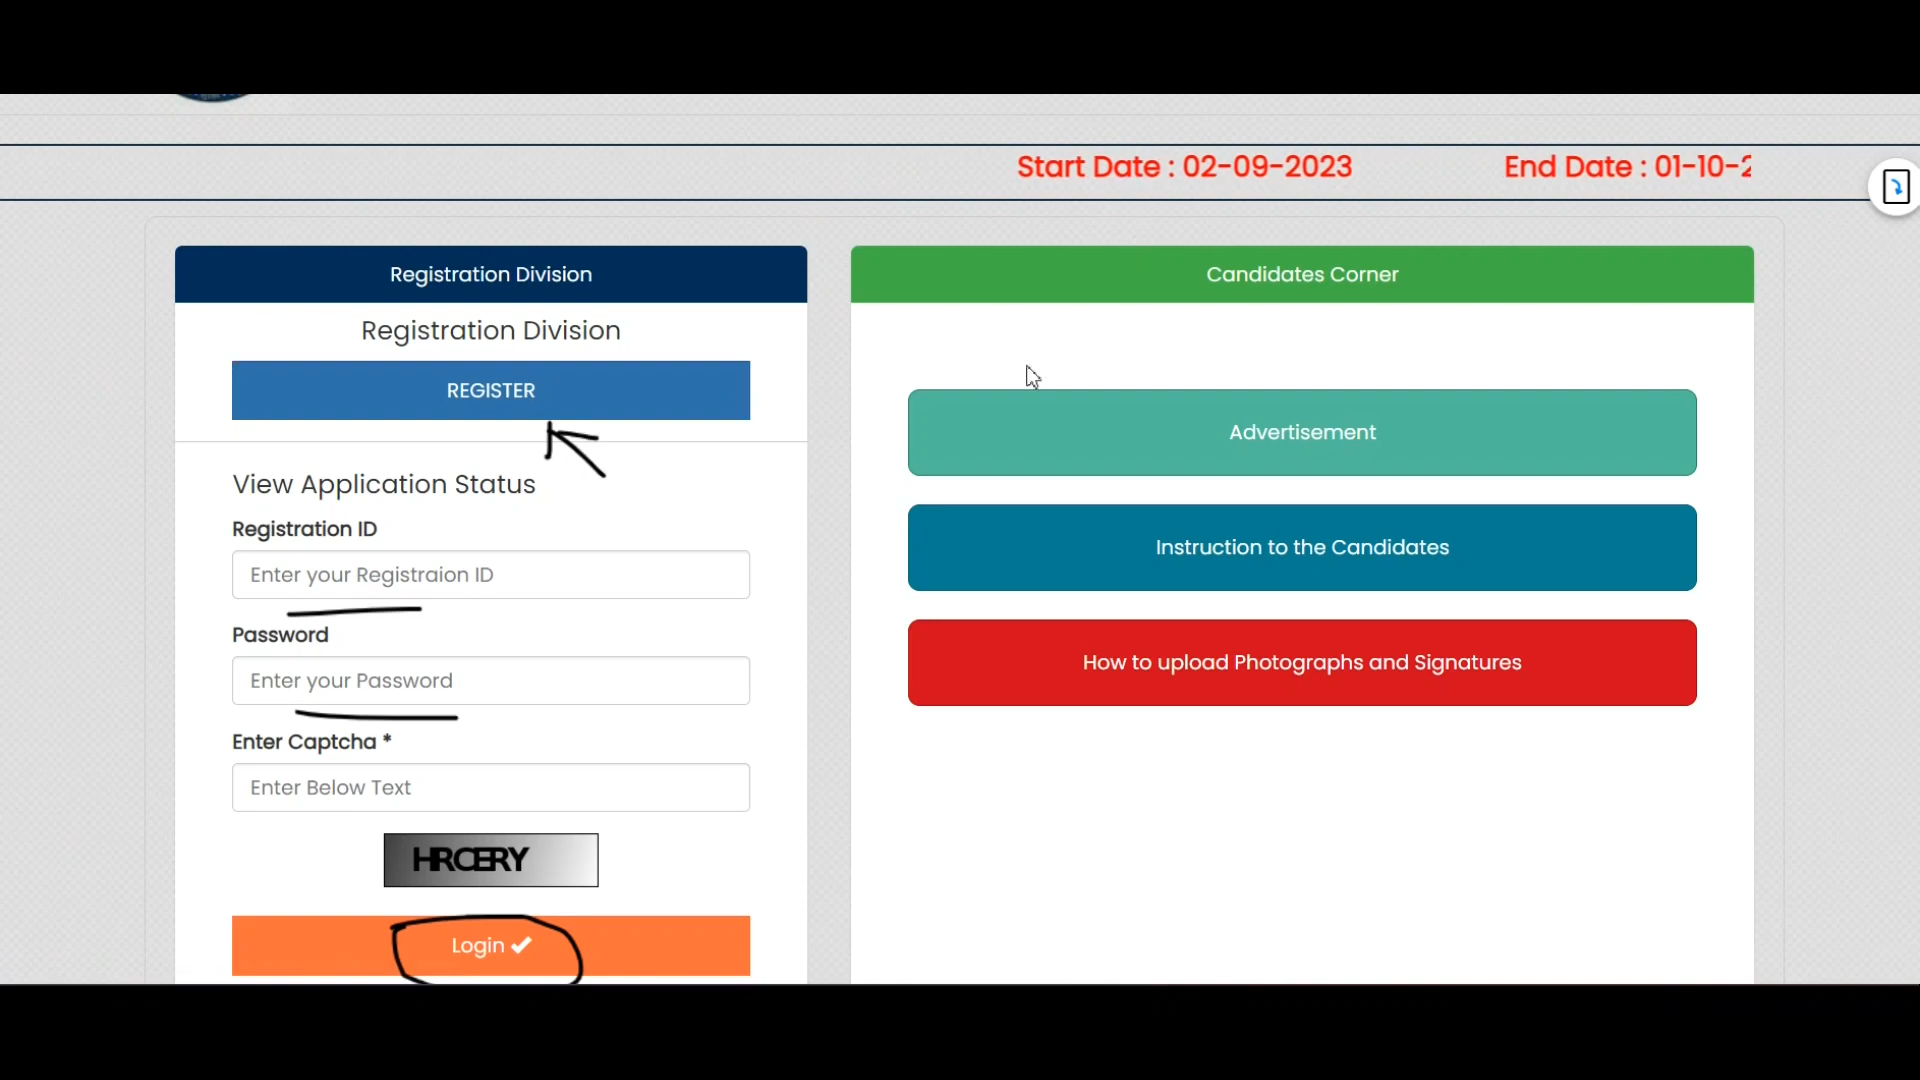 Start Date : 02-09-2023 End Date : 01-10-2
Registration Division
Registration Division
REGISTER
View Application Status
Registration ID
Enter your Registraion ID
Password
Enter your Password
Enter Captcha *
Enter Below Text
HRCERY
Login
Candidates Corner
Advertisement
Instruction to the Candidates
How to upload Photographs and Signatures